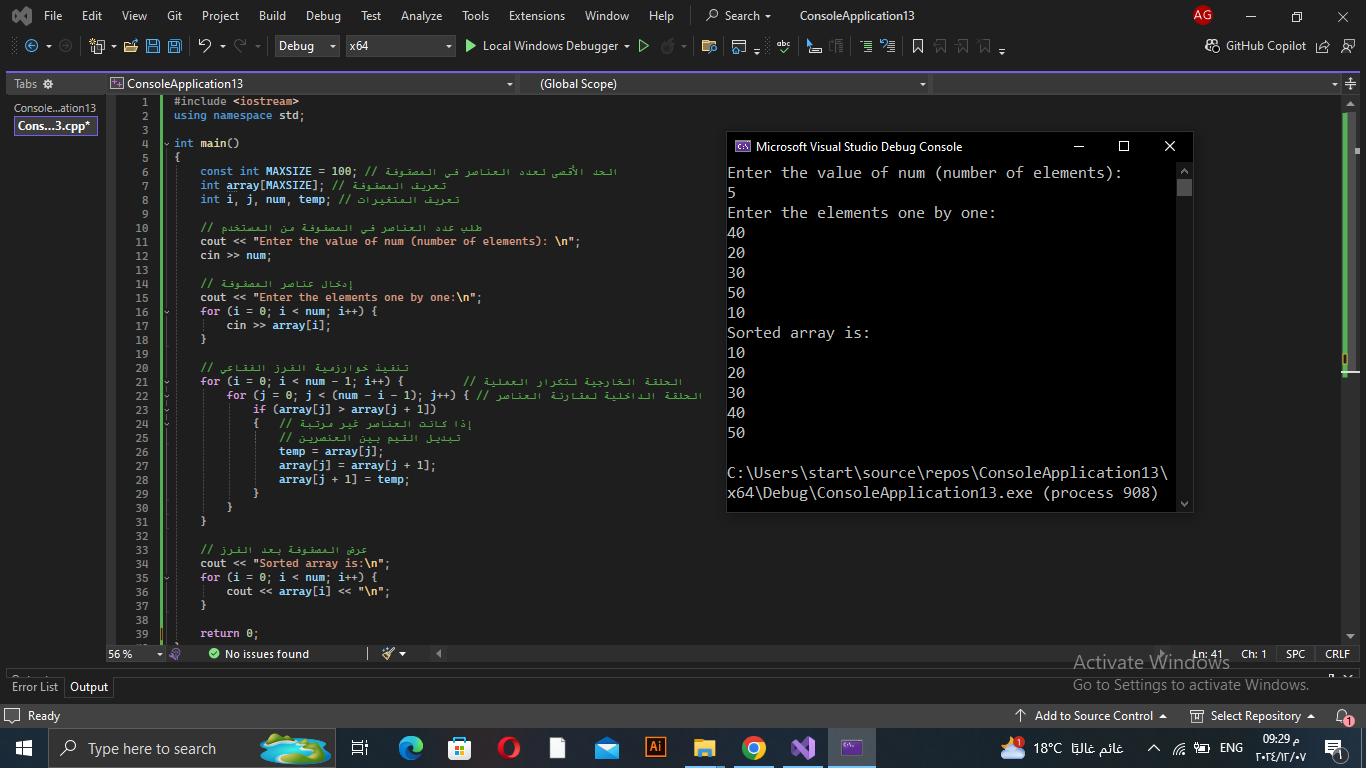 File Edit View Git Project Build Debug Test Analyze Tools Extensions Window Help Search ConsoleApplication13 AG
Debug x64 Local Windows Debugger GitHub Copilot
Tabs ConsoleApplication13 (Global Scope)
Console...ation13
Cons...3.cpp*
1 #include <iostream>
2 using namespace std;
3
4 int main()
5 {
6 const int MAXSIZE = 100; // الحد الأقصى لعدد العناصر في المصفوفة
7 int array[MAXSIZE]; // تعريف المصفوفة
8 int i, j, num, temp; // تعريف المتغيرات
9
10 // طلب عدد العناصر في المصفوفة من المستخدم
11 cout << "Enter the value of num (number of elements): \n";
12 cin >> num;
13
14 // إدخال عناصر المصفوفة
15 cout << "Enter the elements one by one:\n";
16 for (i = 0; i < num; i++) {
17 cin >> array[i];
18 }
19
20 // تنفيذ خوارزمية الفرز الفقاعي
21 for (i = 0; i < num - 1; i++) { // الحلقة الخارجية لتكرار العملية
22 for (j = 0; j < (num - i - 1); j++) { // الحلقة الداخلية لمقارنة العناصر
23 if (array[j] > array[j + 1])
24 { // إذا كانت العناصر غير مرتبة
25 // تبديل القيم بين العنصرين
26 temp = array[j];
27 array[j] = array[j + 1];
28 array[j + 1] = temp;
29 }
30 }
31 }
32
33 // عرض المصفوفة بعد الفرز
34 cout << "Sorted array is:\n";
35 for (i = 0; i < num; i++) {
36 cout << array[i] << "\n";
37 }
38
39 return 0;
Microsoft Visual Studio Debug Console
Enter the value of num (number of elements):
5
Enter the elements one by one:
40
20
30
50
10
Sorted array is:
10
20
30
40
50
C:\Users\start\source\repos\ConsoleApplication13\
x64\Debug\ConsoleApplication13.exe (process 908)
56 % No issues found Ln: 41 Ch: 1 SPC CRLF
Activate Windows
Go to Settings to activate Windows.
Error List Output
Ready Add to Source Control Select Repository 1
Type here to search Ai 1 18°C غائم غالبًا ENG 09:29 م 1
٢٠٢٤/١٢/٠٧